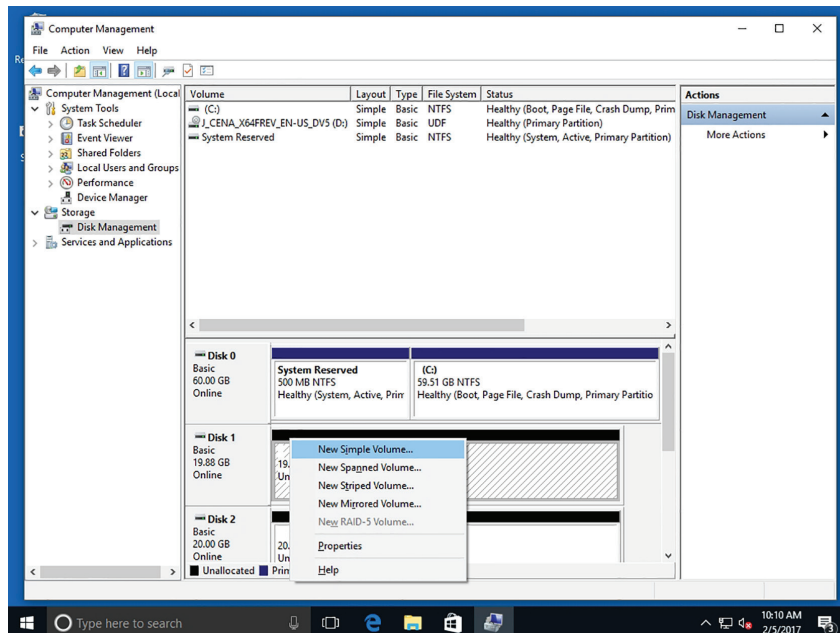 Computer Management
File Action View Help
Computer Management (Local
System Tools
Task Scheduler
Event Viewer
Shared Folders
Local Users and Groups
Performance
Device Manager
Storage
Disk Management
Services and Applications
Volume Layout Type File System Status
(C:) Simple Basic NTFS Healthy (Boot, Page File, Crash Dump, Prim
J_CENA_X64FREV_EN-US_DV5 (D:) Simple Basic UDF Healthy (Primary Partition)
System Reserved Simple Basic NTFS Healthy (System, Active, Primary Partition)
Actions
Disk Management
More Actions
Disk 0
Basic
60.00 GB
Online
System Reserved
500 MB NTFS
Healthy (System, Active, Prim
(C:)
59.51 GB NTFS
Healthy (Boot, Page File, Crash Dump, Primary Partitio
Disk 1
Basic
19.88 GB
Online
19.
Un
New Simple Volume...
New Spanned Volume...
New Striped Volume...
New Mirrored Volume...
New RAID-5 Volume...
Properties
Help
Disk 2
Basic
20.00 GB
Online
20.
Un
Unallocated Prim
Type here to search
10:10 AM
2/5/2017
3